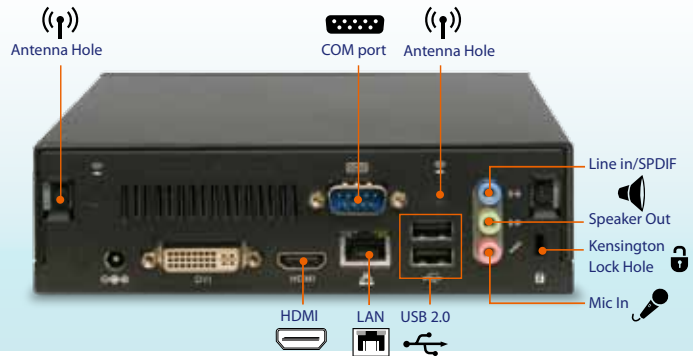 Antenna Hole
COM port
Antenna Hole
Line in/SPDIF
Speaker Out
Kensington
Lock Hole
Mic In
DVI
HDMI
HDMI
LAN
USB 2.0